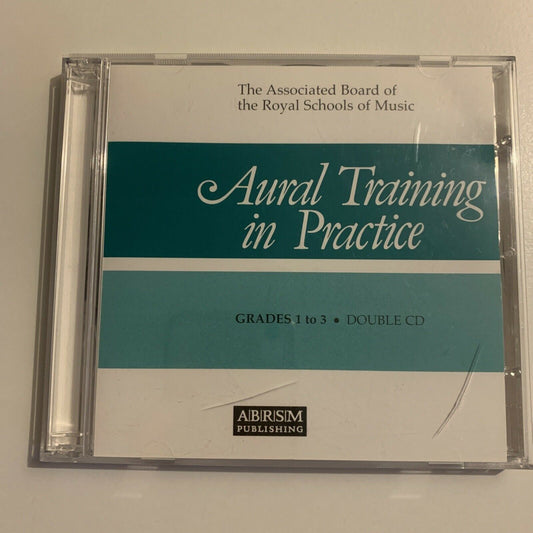 The Associated Board of
the Royal Schools of Music
Aural Training
in Practice
GRADES 1 to 3 • DOUBLE CD
ABRSM
PUBLISHING